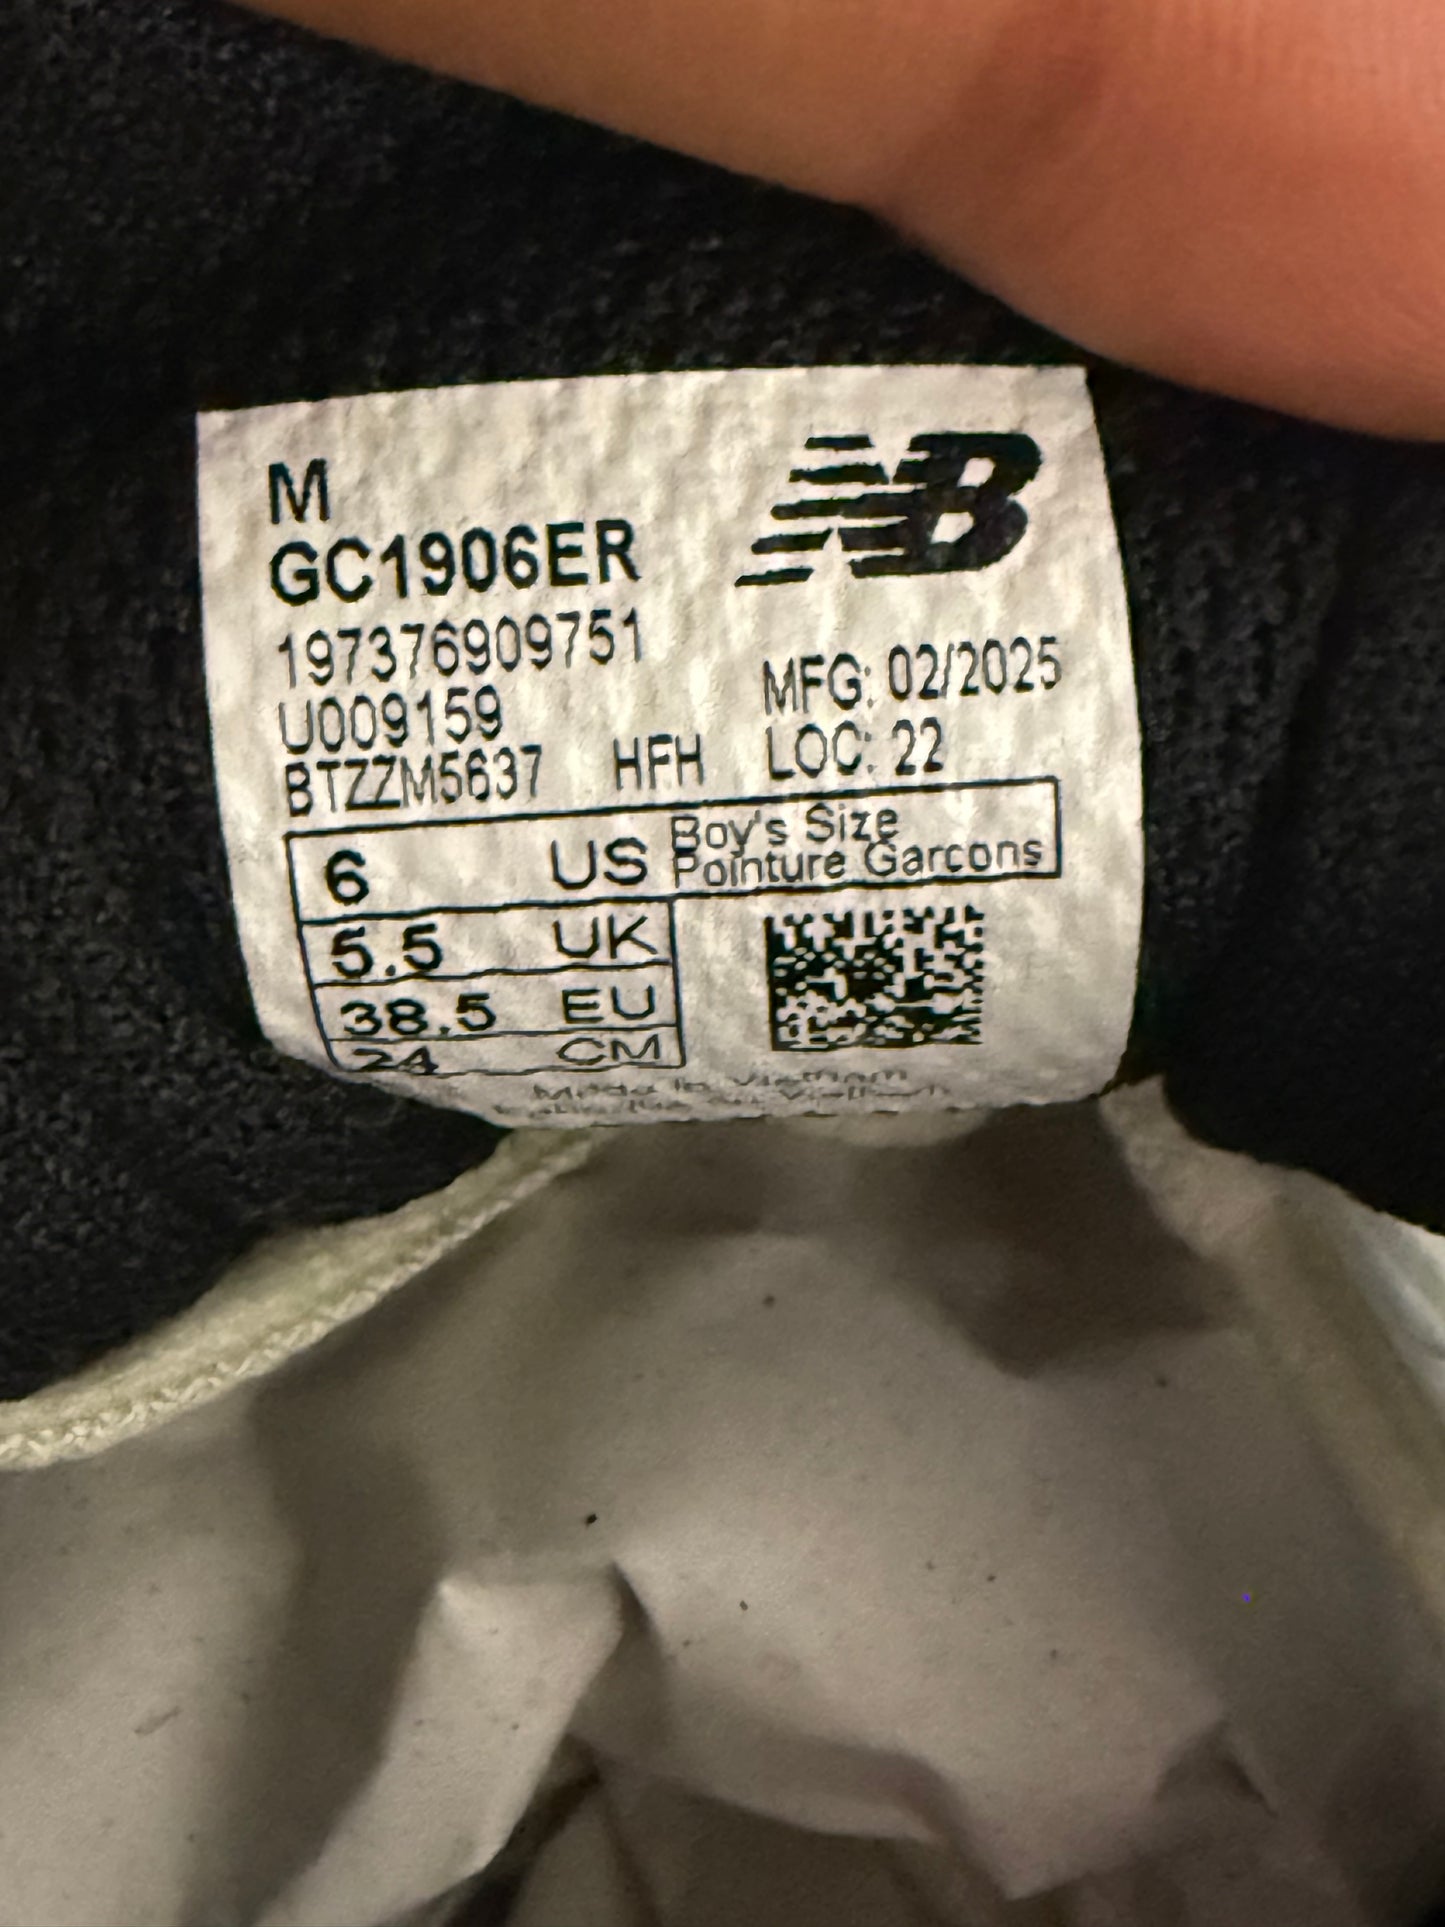 M
GC1906ER
NB
197376909751
U009159
MFG: 02/2025
BTZZM5637 HFH LOC: 22
6 US Boy's Size
Pointure Garcons
5.5 UK
38.5 EU
24 CM
Made in Vietnam